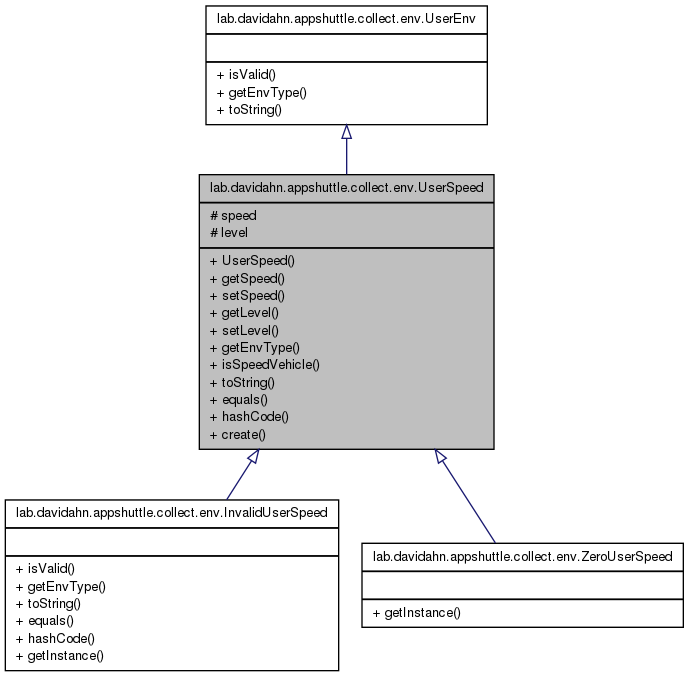 lab.davidahn.appshuttle.collect.env.UserEnv
+ isValid()
+ getEnvType()
+ toString()
lab.davidahn.appshuttle.collect.env.UserSpeed
# speed
# level
+ UserSpeed()
+ getSpeed()
+ setSpeed()
+ getLevel()
+ setLevel()
+ getEnvType()
+ isSpeedVehicle()
+ toString()
+ equals()
+ hashCode()
+ create()
lab.davidahn.appshuttle.collect.env.InvalidUserSpeed
+ isValid()
+ getEnvType()
+ toString()
+ equals()
+ hashCode()
+ getInstance()
lab.davidahn.appshuttle.collect.env.ZeroUserSpeed
+ getInstance()